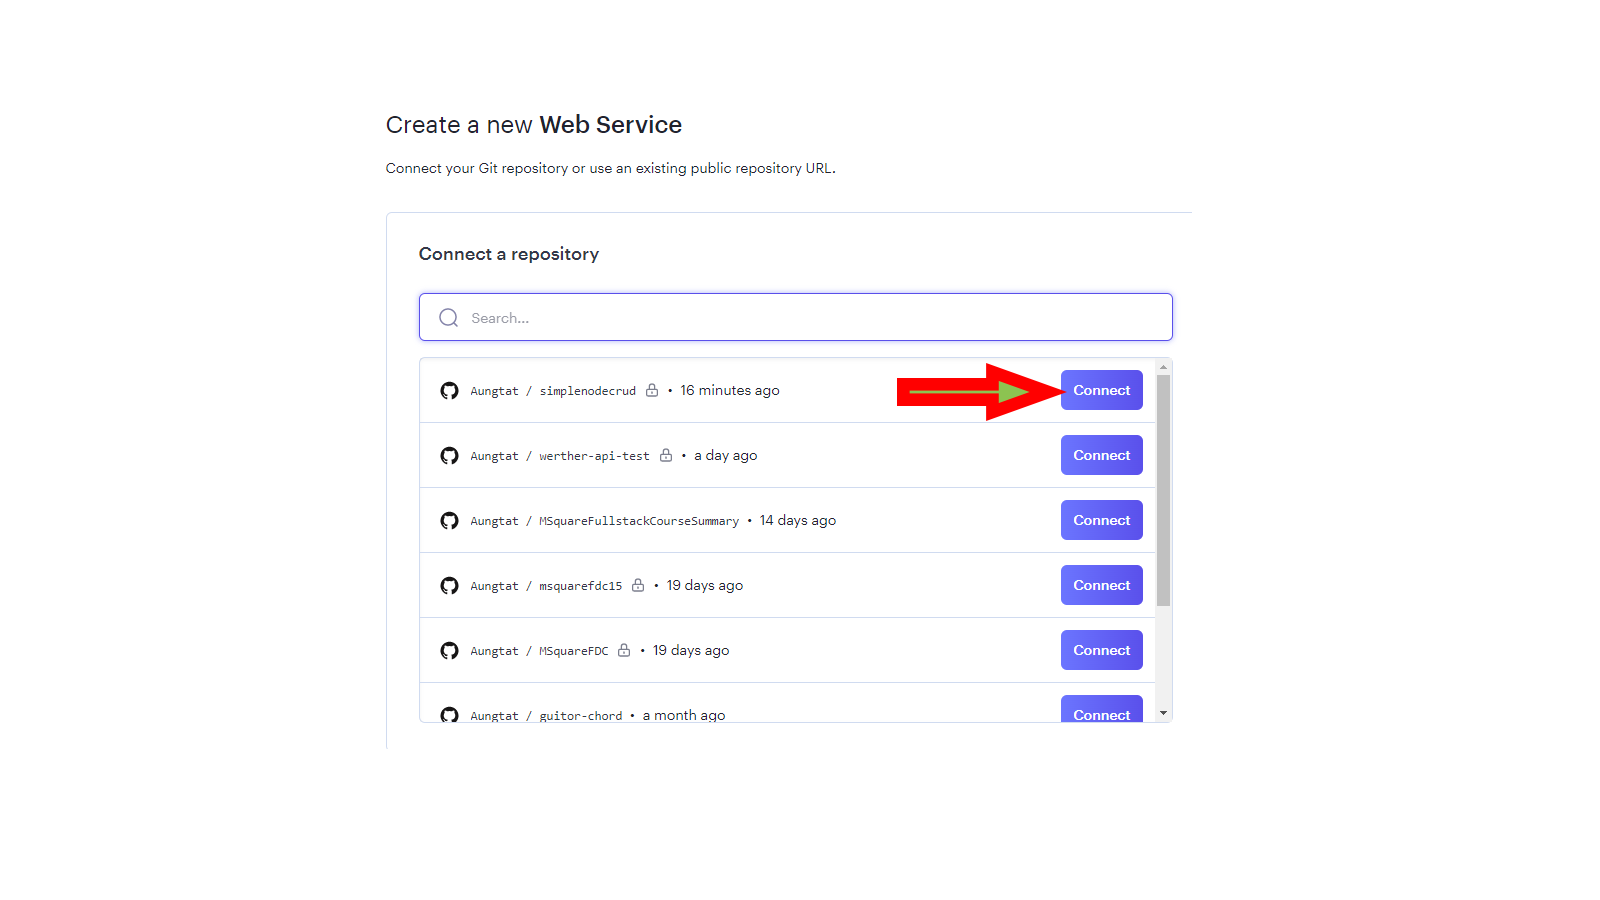 Create a new Web Service
Connect your Git repository or use an existing public repository URL.
Connect a repository
Search...
Aungtat / simplenodecrud • 16 minutes ago Connect
Aungtat / werther-api-test • a day ago Connect
Aungtat / MSquareFullstackCourseSummary • 14 days ago Connect
Aungtat / msquarefdc15 • 19 days ago Connect
Aungtat / MSquareFDC • 19 days ago Connect
Aungtat / guitor-chord • a month ago Connect